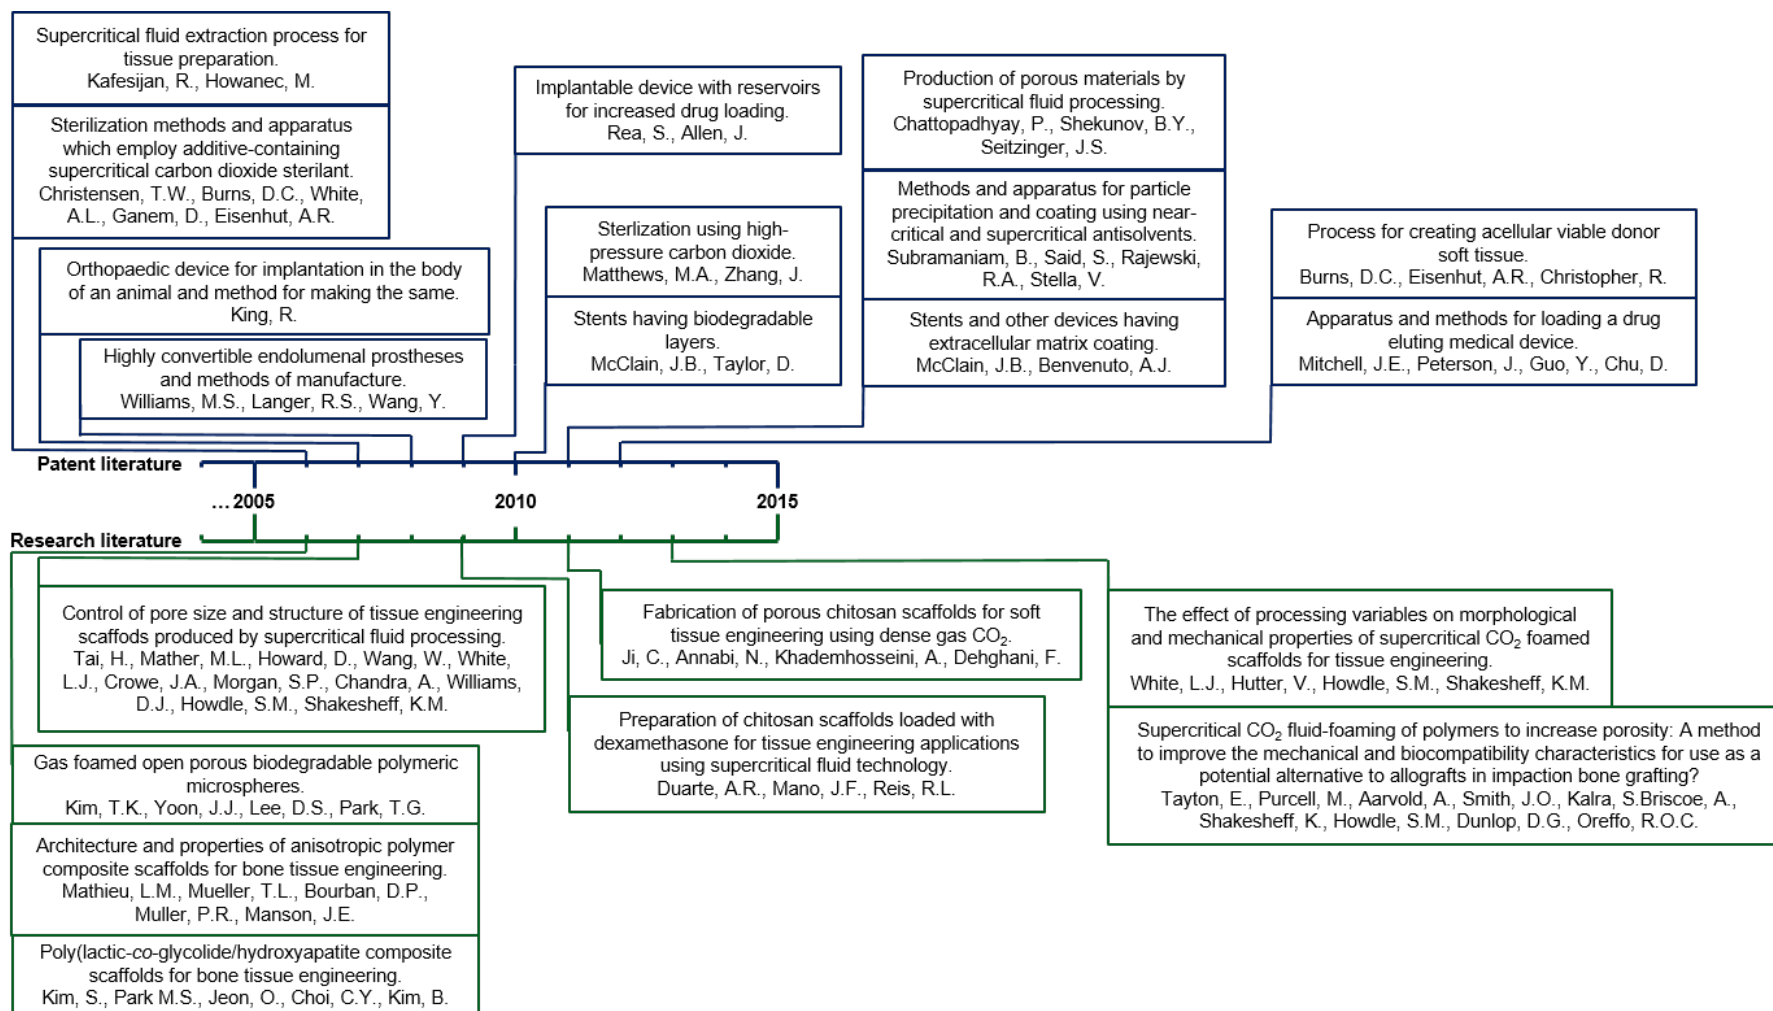 Supercritical fluid extraction process for
tissue preparation.
Kafesijan, R., Howanec, M.
Sterilization methods and apparatus
which employ additive-containing
supercritical carbon dioxide sterilant.
Christensen, T.W., Burns, D.C., White,
A.L., Ganem, D., Eisenhut, A.R.
Orthopaedic device for implantation in the body
of an animal and method for making the same.
King, R.
Highly convertible endolumenal prostheses
and methods of manufacture.
Williams, M.S., Langer, R.S., Wang, Y.
Implantable device with reservoirs
for increased drug loading.
Rea, S., Allen, J.
Sterlization using high-
pressure carbon dioxide.
Matthews, M.A., Zhang, J.
Stents having biodegradable
layers.
McClain, J.B., Taylor, D.
Production of porous materials by
supercritical fluid processing.
Chattopadhyay, P., Shekunov, B.Y.,
Seitzinger, J.S.
Methods and apparatus for particle
precipitation and coating using near-
critical and supercritical antisolvents.
Subramaniam, B., Said, S., Rajewski,
R.A., Stella, V.
Stents and other devices having
extracellular matrix coating.
McClain, J.B., Benvenuto, A.J.
Process for creating acellular viable donor
soft tissue.
Burns, D.C., Eisenhut, A.R., Christopher, R.
Apparatus and methods for loading a drug
eluting medical device.
Mitchell, J.E., Peterson, J., Guo, Y., Chu, D.
Patent literature
...2005
2010
2015
Research literature
Control of pore size and structure of tissue engineering
scaffods produced by supercritical fluid processing.
Tai, H., Mather, M.L., Howard, D., Wang, W., White,
L.J., Crowe, J.A., Morgan, S.P., Chandra, A., Williams,
D.J., Howdle, S.M., Shakesheff, K.M.
Gas foamed open porous biodegradable polymeric
microspheres.
Kim, T.K., Yoon, J.J., Lee, D.S., Park, T.G.
Architecture and properties of anisotropic polymer
composite scaffolds for bone tissue engineering.
Mathieu, L.M., Mueller, T.L., Bourban, D.P.,
Muller, P.R., Manson, J.E.
Poly(lactic-co-glycolide/hydroxyapatite composite
scaffolds for bone tissue engineering.
Kim, S., Park M.S., Jeon, O., Choi, C.Y., Kim, B.
Fabrication of porous chitosan scaffolds for soft
tissue engineering using dense gas CO₂.
Ji, C., Annabi, N., Khademhosseini, A., Dehghani, F.
Preparation of chitosan scaffolds loaded with
dexamethasone for tissue engineering applications
using supercritical fluid technology.
Duarte, A.R., Mano, J.F., Reis, R.L.
The effect of processing variables on morphological
and mechanical properties of supercritical CO₂ foamed
scaffolds for tissue engineering.
White, L.J., Hutter, V., Howdle, S.M., Shakesheff, K.M.
Supercritical CO₂ fluid-foaming of polymers to increase porosity: A method
to improve the mechanical and biocompatibility characteristics for use as a
potential alternative to allografts in impaction bone grafting?
Tayton, E., Purcell, M., Aarvold, A., Smith, J.O., Kalra, S.Briscoe, A.,
Shakesheff, K., Howdle, S.M., Dunlop, D.G., Oreffo, R.O.C.